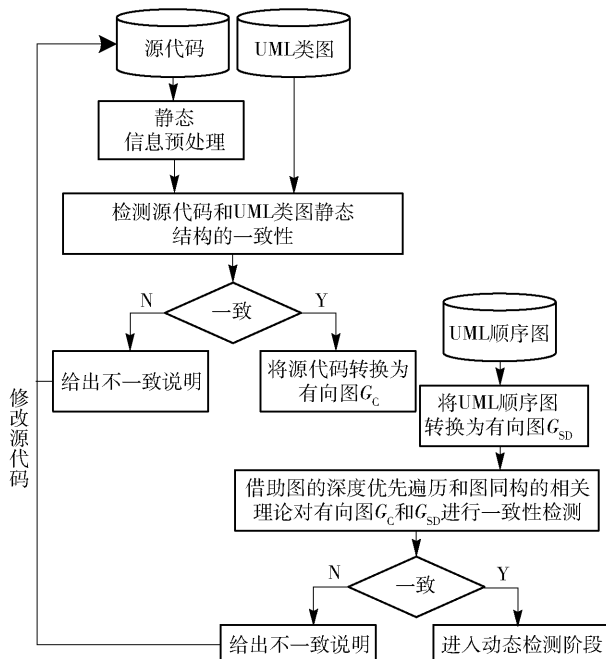 源代码
UML类图
静态
信息预处理
检测源代码和UML类图静态
结构的一致性
N
一致
Y
给出不一致说明
将源代码转换为
有向图GC
UML顺序图
将UML顺序图
转换为有向图GSD
修改源代码
借助图的深度优先遍历和图同构的相关
理论对有向图GC和GSD进行一致性检测
N
一致
Y
给出不一致说明
进入动态检测阶段